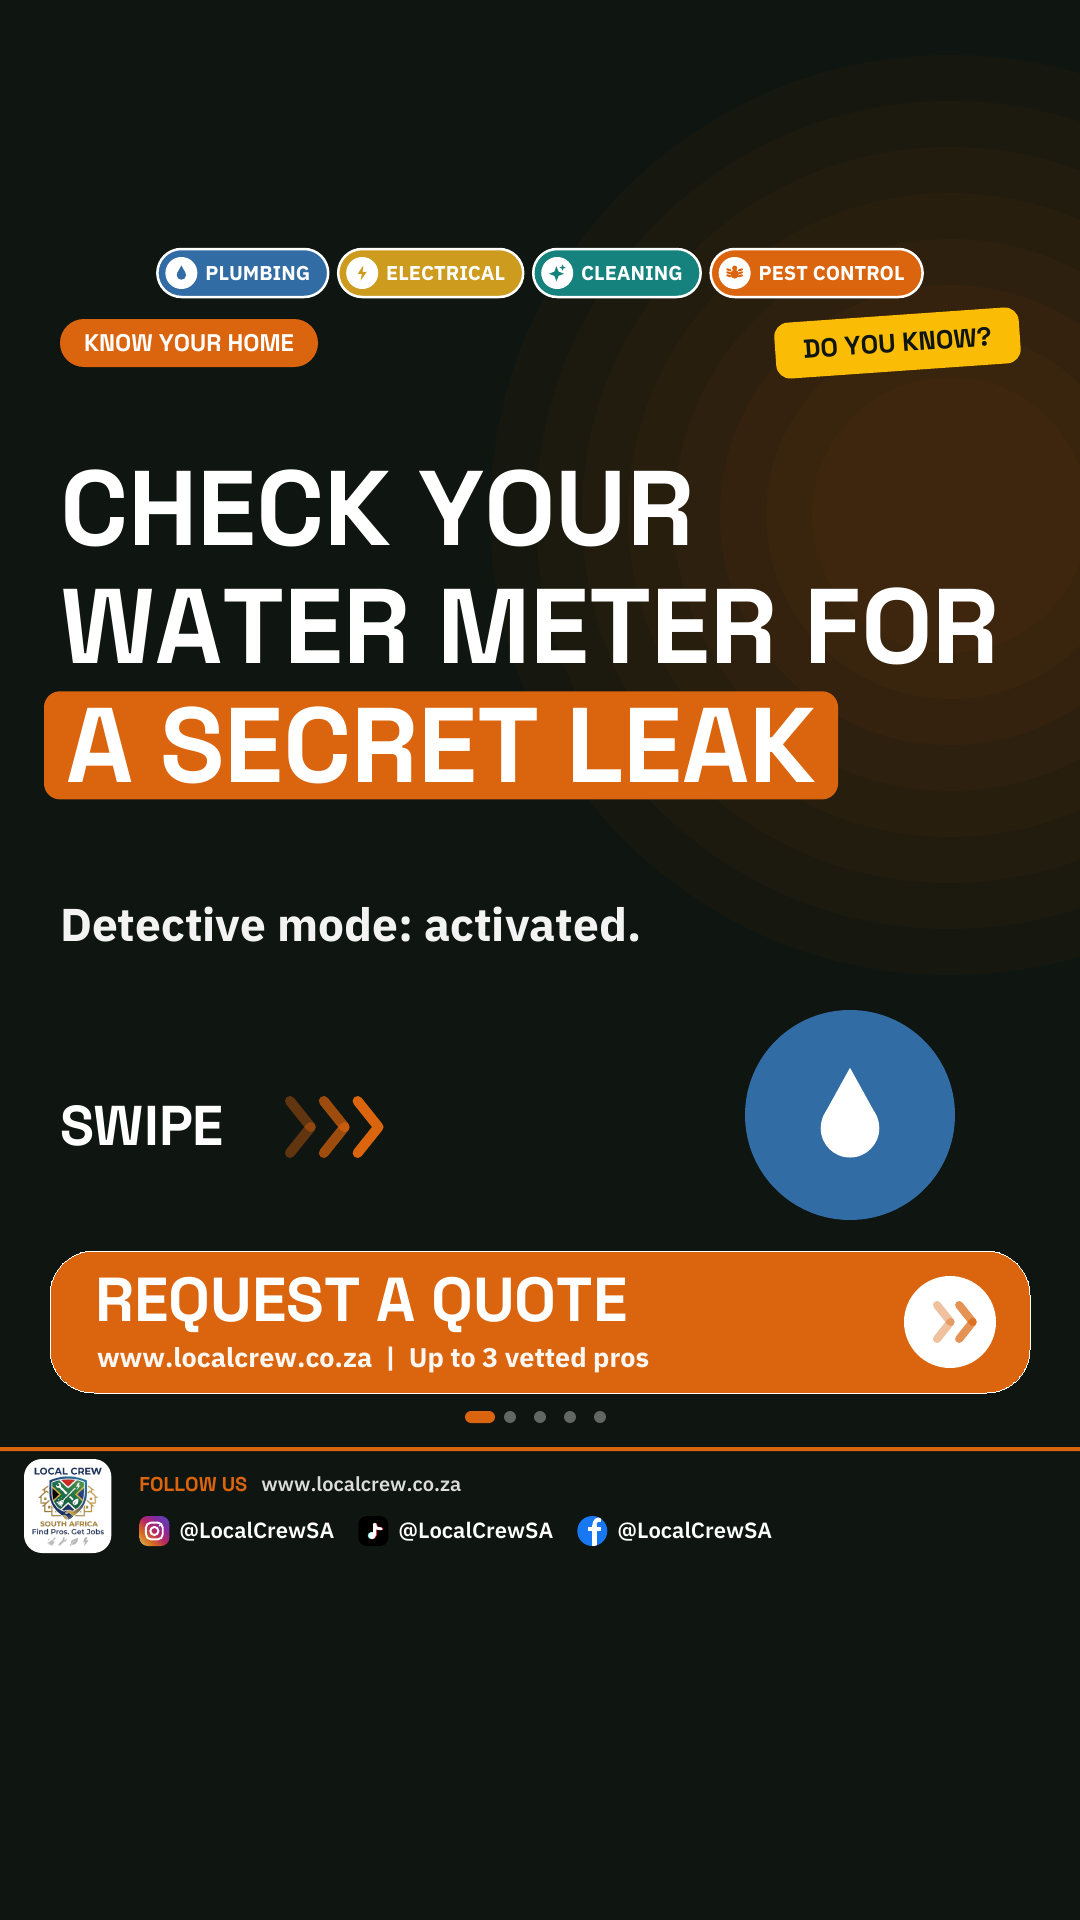 PLUMBING ELECTRICAL CLEANING PEST CONTROL
KNOW YOUR HOME
DO YOU KNOW?
CHECK YOUR
WATER METER FOR
A SECRET LEAK
Detective mode: activated.
SWIPE
REQUEST A QUOTE
www.localcrew.co.za | Up to 3 vetted pros
LOCAL CREW
SOUTH AFRICA
Find Pros. Get Jobs
FOLLOW US www.localcrew.co.za
@LocalCrewSA @LocalCrewSA @LocalCrewSA